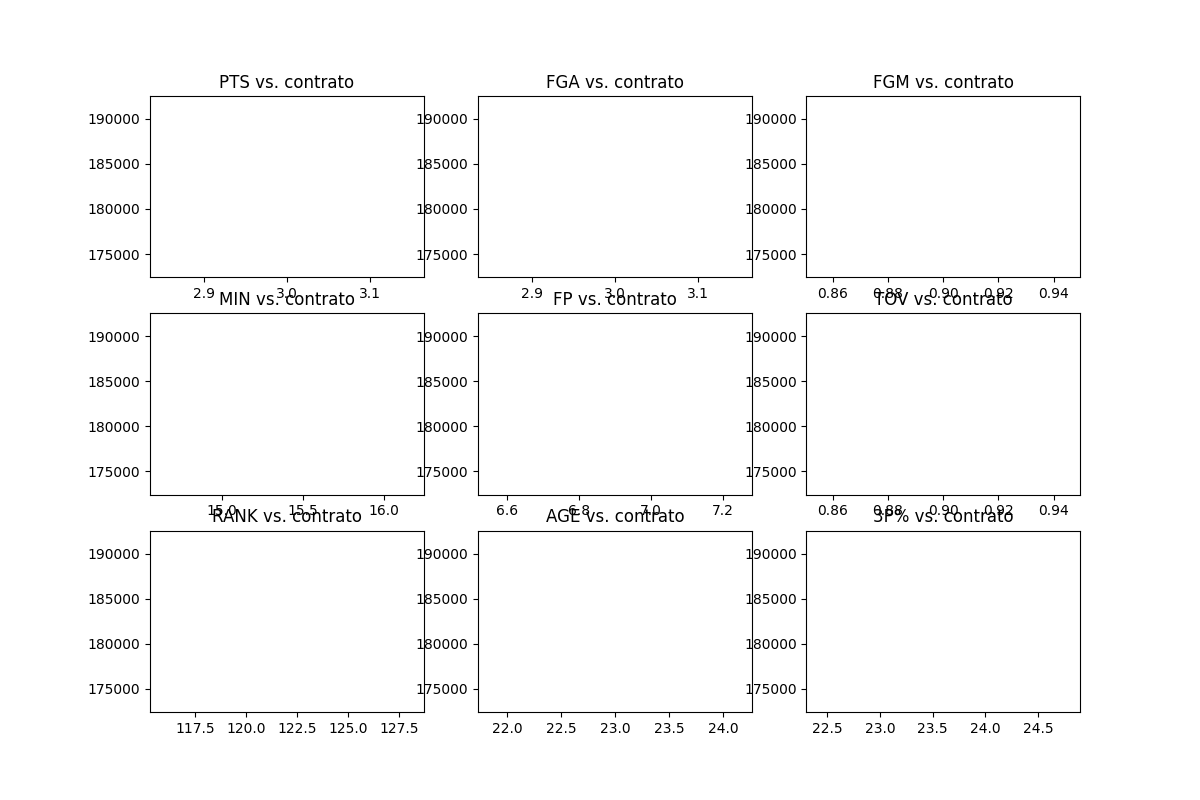 PTS vs. contrato
FGA vs. contrato
FGM vs. contrato
190000
185000
180000
175000
2.9 3.0 3.1
190000
185000
180000
175000
2.9 3.0 3.1
190000
185000
180000
175000
0.86 0.88 0.90 0.92 0.94
MIN vs. contrato
FP vs. contrato
TOV vs. contrato
190000
185000
180000
175000
15.0 15.5 16.0
190000
185000
180000
175000
6.6 6.8 7.0 7.2
190000
185000
180000
175000
0.86 0.88 0.90 0.92 0.94
RANK vs. contrato
AGE vs. contrato
3P% vs. contrato
190000
185000
180000
175000
117.5 120.0 122.5 125.0 127.5
190000
185000
180000
175000
22.0 22.5 23.0 23.5 24.0
190000
185000
180000
175000
22.5 23.0 23.5 24.0 24.5